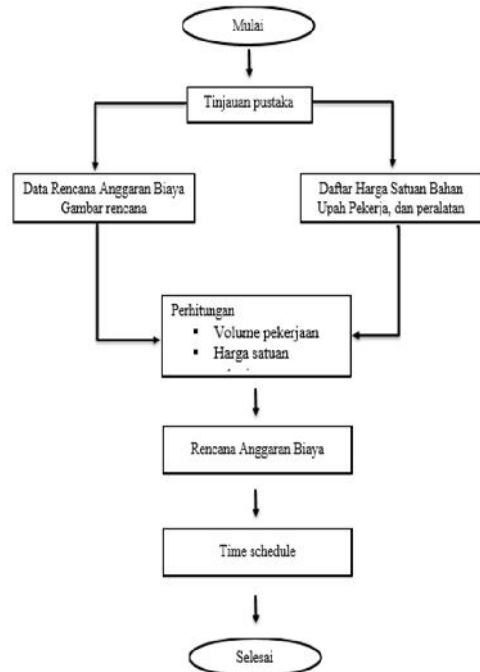 Mulai
Tinjauan pustaka
Data Rencana Anggaran Biaya
Gambar rencana
Daftar Harga Satuan Bahan
Upah Pekerja, dan peralatan
Perhitungan
▪ Volume pekerjaan
▪ Harga satuan
Rencana Anggaran Biaya
Time schedule
Selesai